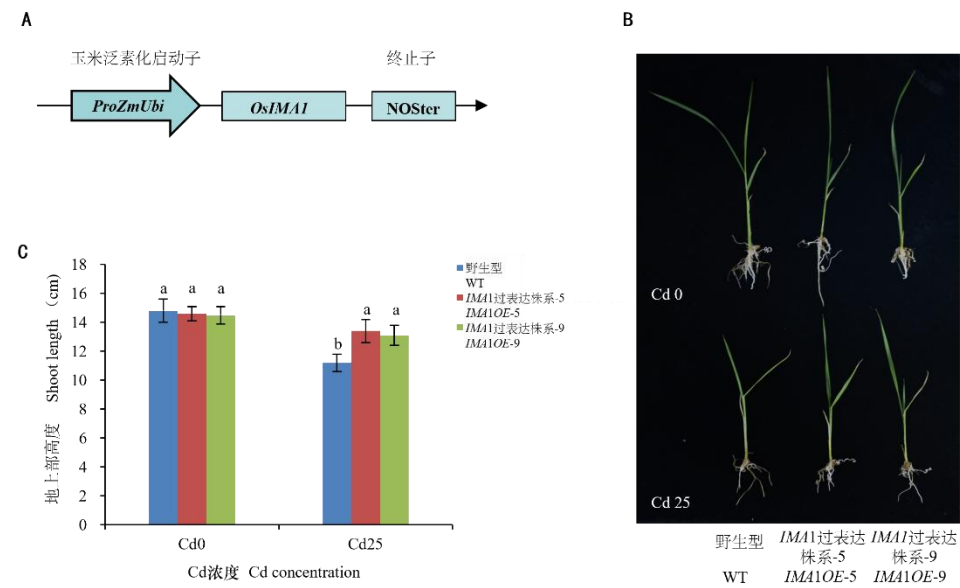 A
玉米泛素化启动子
终止子
ProZmUbi
OsIMA1
NOSter
B
Cd 0
Cd 25
野生型
WT
IMA1过表达
株系-5
IMA1OE-5
IMA1过表达
株系-9
IMA1OE-9
C
地上部高度 Shoot length (cm)
18
16
14
12
10
8
6
4
2
0
a
a
a
b
a
a
Cd0
Cd25
Cd浓度 Cd concentration
野生型
WT
IMA1过表达株系-5
IMA1OE-5
IMA1过表达株系-9
IMA1OE-9